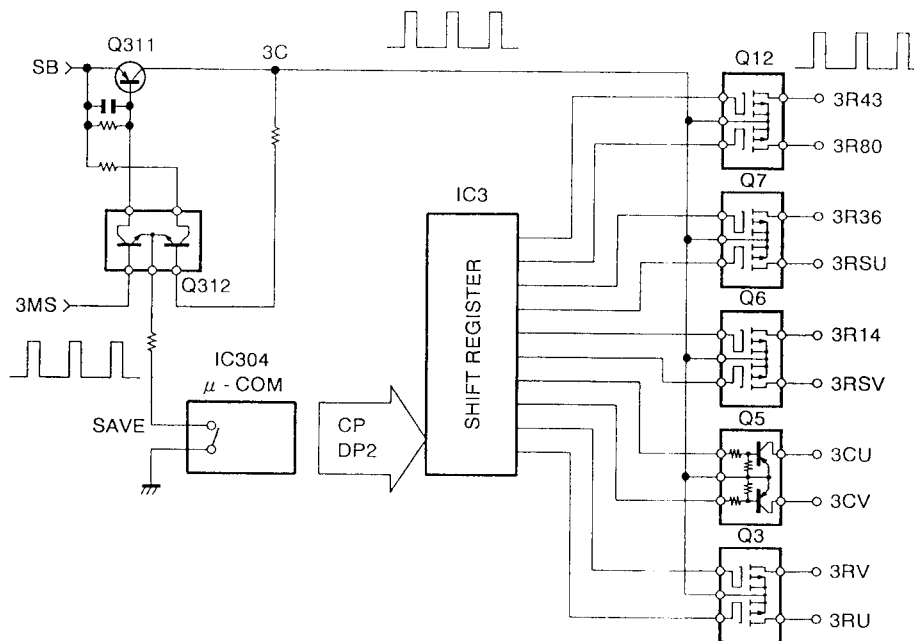 Q311
SB
3C
Q12
3R43
3R80
Q7
IC3
3R36
3RSU
Q312
3MS
Q6
3R14
3RSV
SHIFT REGISTER
IC304
μ-COM
SAVE
CP
DP2
Q5
3CU
3CV
Q3
3RV
3RU